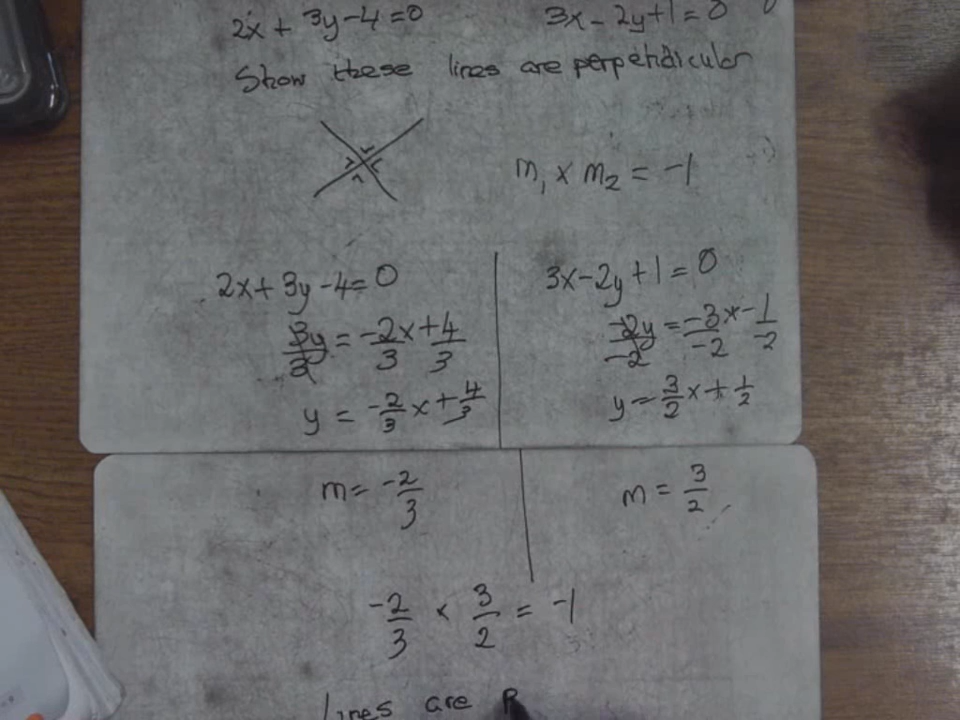 2x + 3y - 4 = 0    3x - 2y + 1 = 0
Show these lines are perpendicular
m₁ × m₂ = -1
2x + 3y - 4 = 0
3y/3 = -2x/3 + 4/3
y = -2/3 x + 4/3
m = -2/3
3x - 2y + 1 = 0
-2y/-2 = -3x/-2 - 1/-2
y = 3/2 x + 1/2
m = 3/2
-2/3 × 3/2 = -1
Lines are P